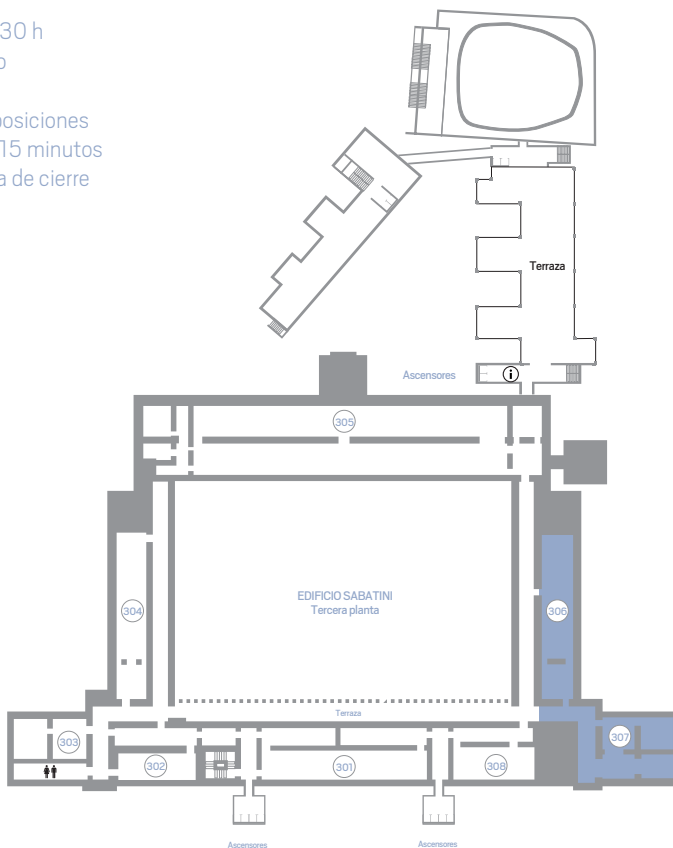 30 h
posiciones
15 minutos
a de cierre
Terraza
Ascensores
i
305
EDIFICIO SABATINI
Tercera planta
304
306
Terraza
303
307
302
301
308
Ascensores
Ascensores